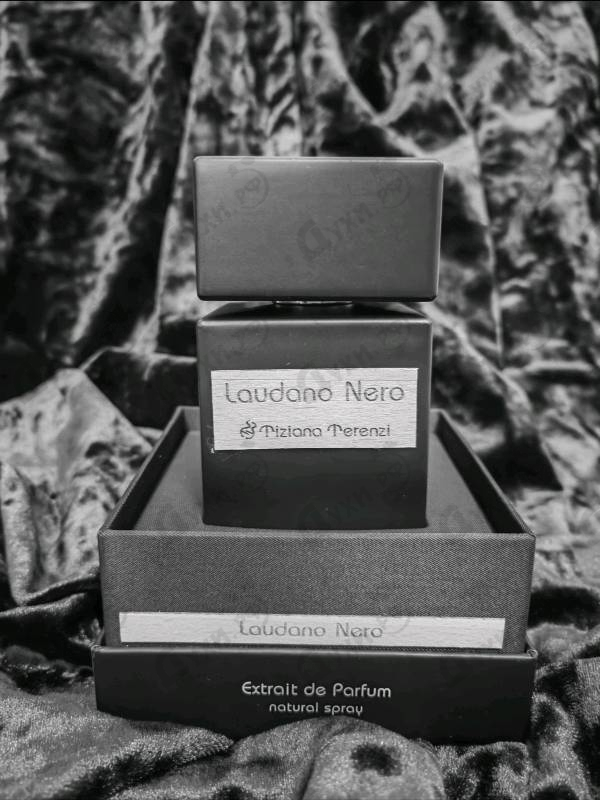 Laudano Nero
Tiziana Terenzi
Laudano Nero
Extrait de Parfum
natural spray